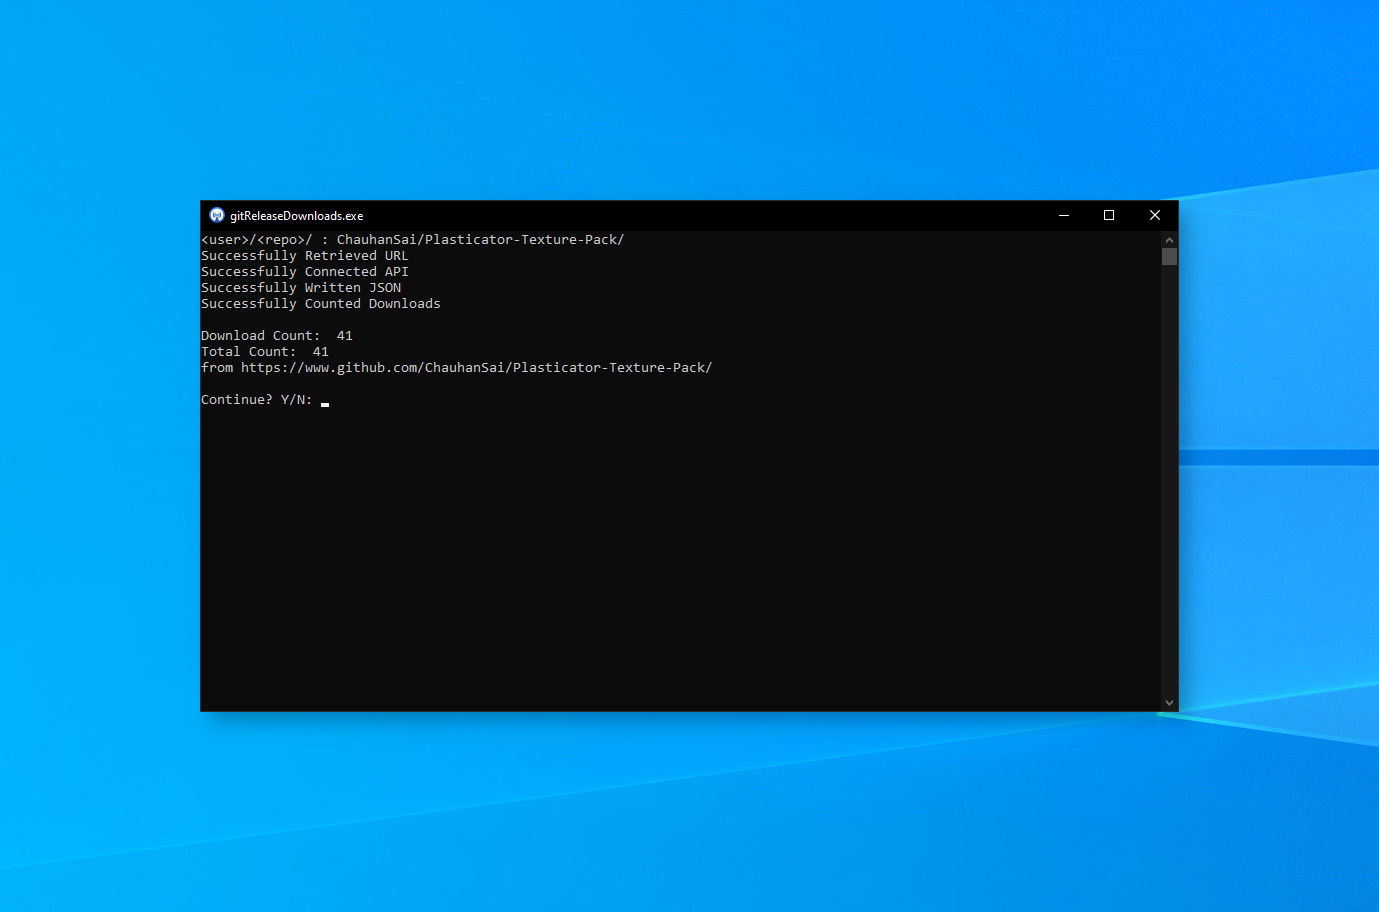 gitReleaseDownloads.exe
<user>/<repo>/ : ChauhanSai/Plasticator-Texture-Pack/
Successfully Retrieved URL
Successfully Connected API
Successfully Written JSON
Successfully Counted Downloads
Download Count:  41
Total Count:  41
from https://www.github.com/ChauhanSai/Plasticator-Texture-Pack/
Continue? Y/N: